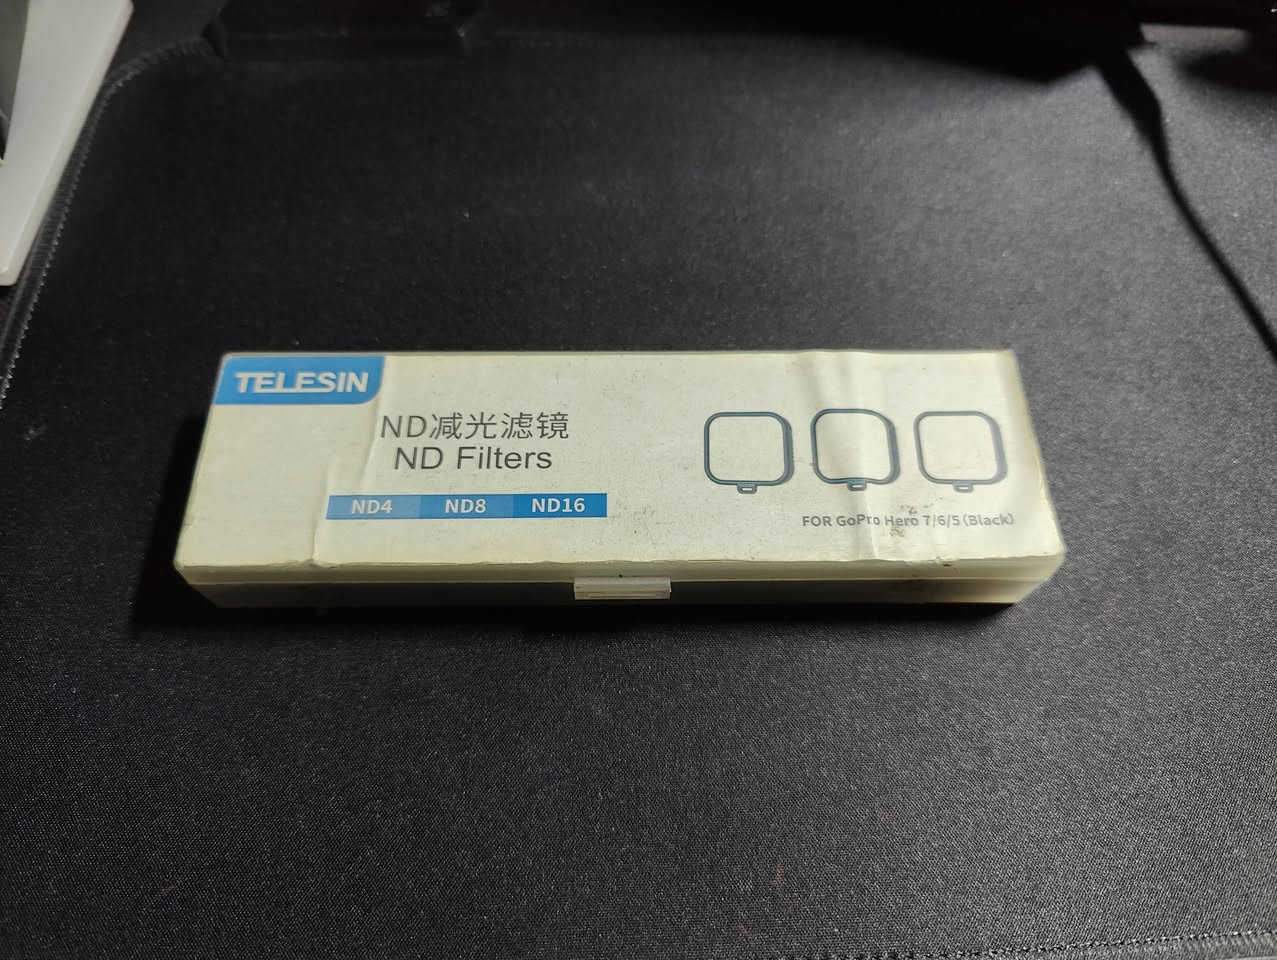 TELESIN
ND减光滤镜
ND Filters
ND4 ND8 ND16
FOR GoPro Hero 7/6/5(Black)